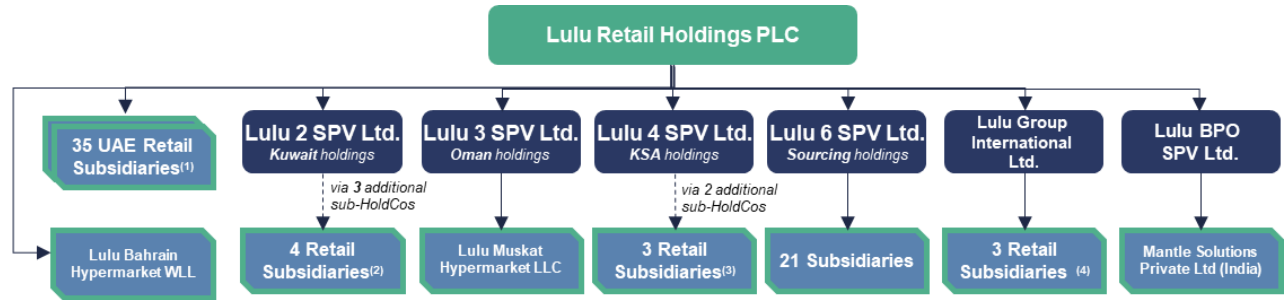 Lulu Retail Holdings PLC
35 UAE Retail
Subsidiaries(1)
Lulu 2 SPV Ltd.
Kuwait holdings
Lulu 3 SPV Ltd.
Oman holdings
Lulu 4 SPV Ltd.
KSA holdings
Lulu 6 SPV Ltd.
Sourcing holdings
Lulu Group
International
Ltd.
Lulu BPO
SPV Ltd.
via 3 additional
sub-HoldCos
via 2 additional
sub-HoldCos
Lulu Bahrain
Hypermarket WLL
4 Retail
Subsidiaries(2)
Lulu Muskat
Hypermarket LLC
3 Retail
Subsidiaries(3)
21 Subsidiaries
3 Retail
Subsidiaries (4)
Mantle Solutions
Private Ltd (India)